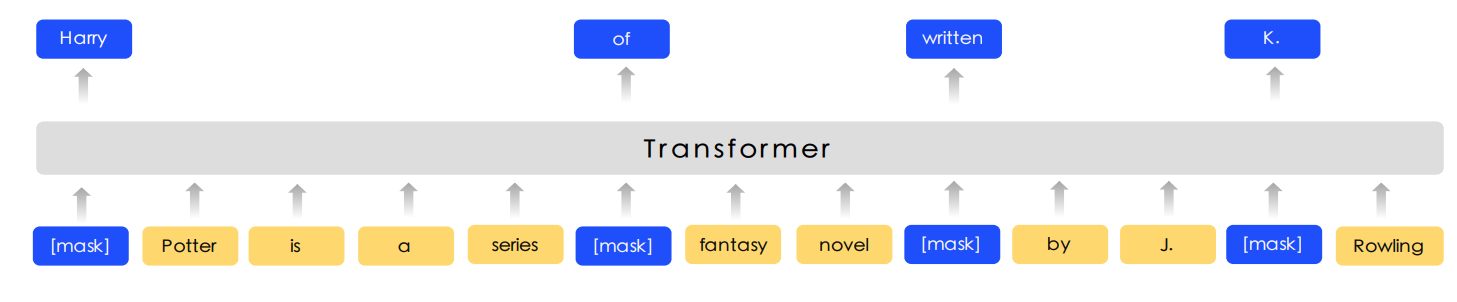 Harry of written K.
Transformer
[mask] Potter is a series [mask] fantasy novel [mask] by J. [mask] Rowling